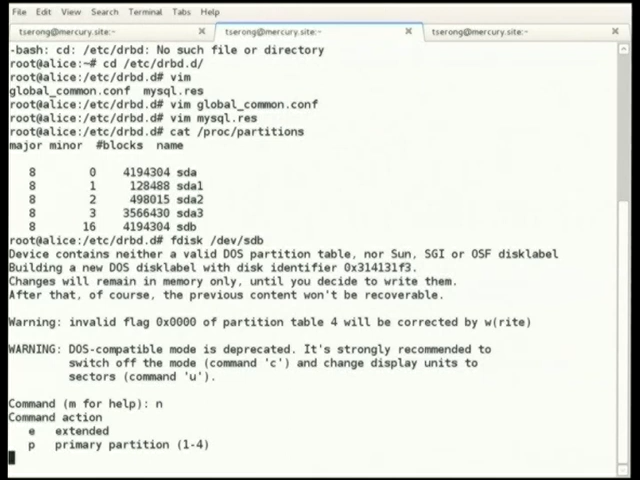 File Edit View Search Terminal Tabs Help
tserong@mercury.site:~ × tserong@mercury.site:~ × tserong@mercury.site:~ ×
-bash: cd: /etc/drbd: No such file or directory
root@alice:~# cd /etc/drbd.d/
root@alice:/etc/drbd.d# vim
global_common.conf mysql.res
root@alice:/etc/drbd.d# vim global_common.conf
root@alice:/etc/drbd.d# vim mysql.res
root@alice:/etc/drbd.d# cat /proc/partitions
major minor #blocks name
8 0 4194304 sda
8 1 128488 sda1
8 2 498015 sda2
8 3 3566430 sda3
8 16 4194304 sdb
root@alice:/etc/drbd.d# fdisk /dev/sdb
Device contains neither a valid DOS partition table, nor Sun, SGI or OSF disklabel
Building a new DOS disklabel with disk identifier 0x314131f3.
Changes will remain in memory only, until you decide to write them.
After that, of course, the previous content won't be recoverable.
Warning: invalid flag 0x0000 of partition table 4 will be corrected by w(rite)
WARNING: DOS-compatible mode is deprecated. It's strongly recommended to
switch off the mode (command 'c') and change display units to
sectors (command 'u').
Command (m for help): n
Command action
e extended
p primary partition (1-4)